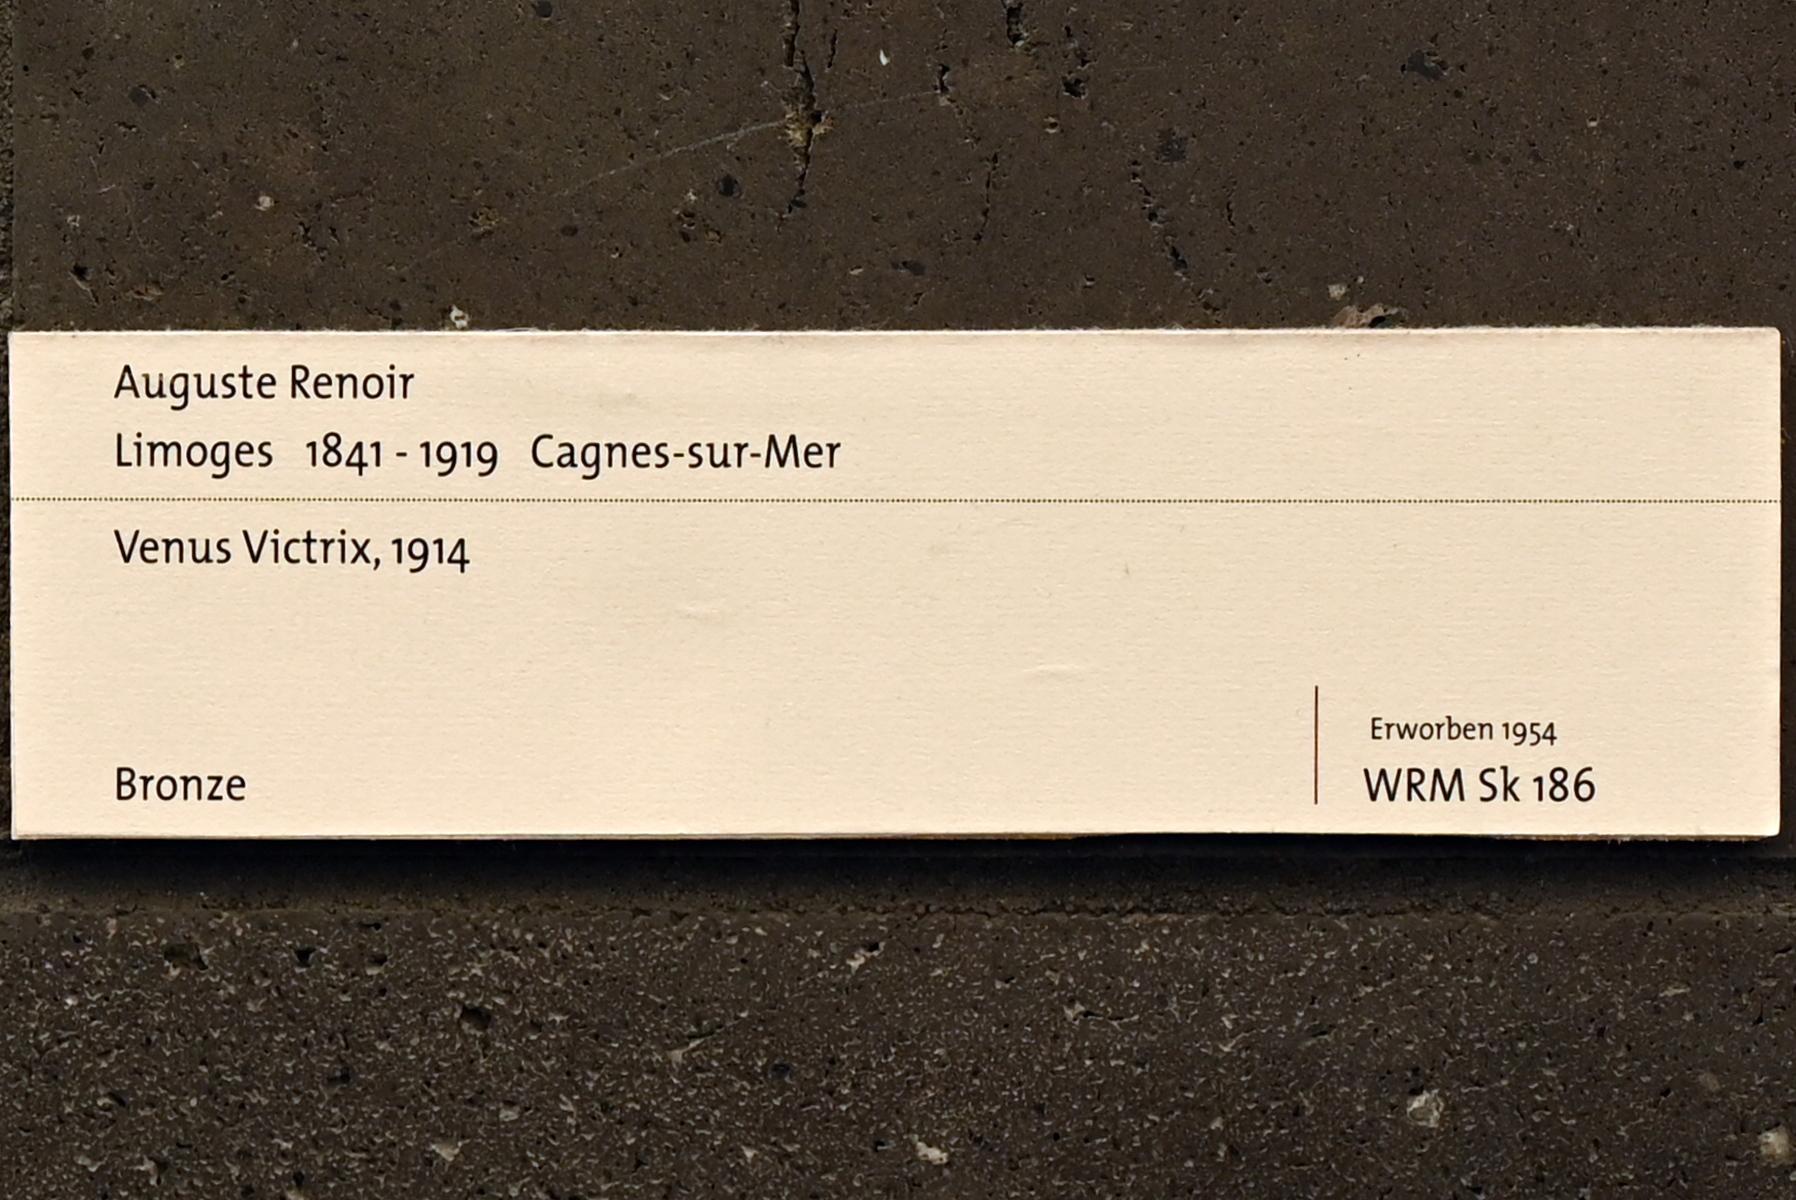 Auguste Renoir
Limoges 1841 - 1919 Cagnes-sur-Mer
Venus Victrix, 1914
Erworben 1954
Bronze
WRM Sk 186